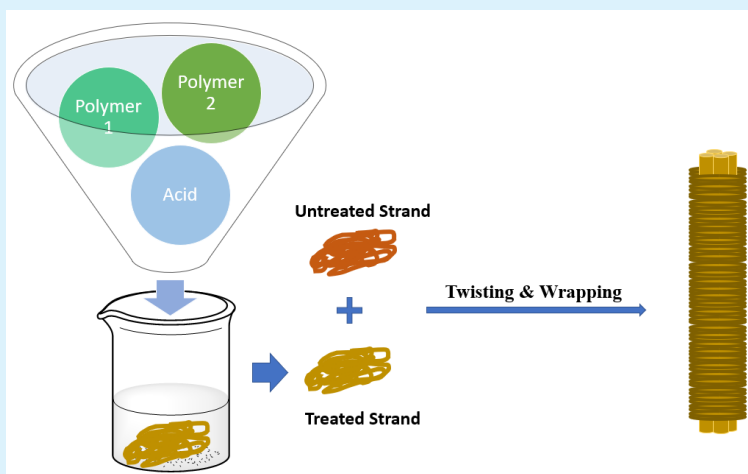 Polymer
1
Polymer
2
Acid
Untreated Strand
Twisting & Wrapping
Treated Strand